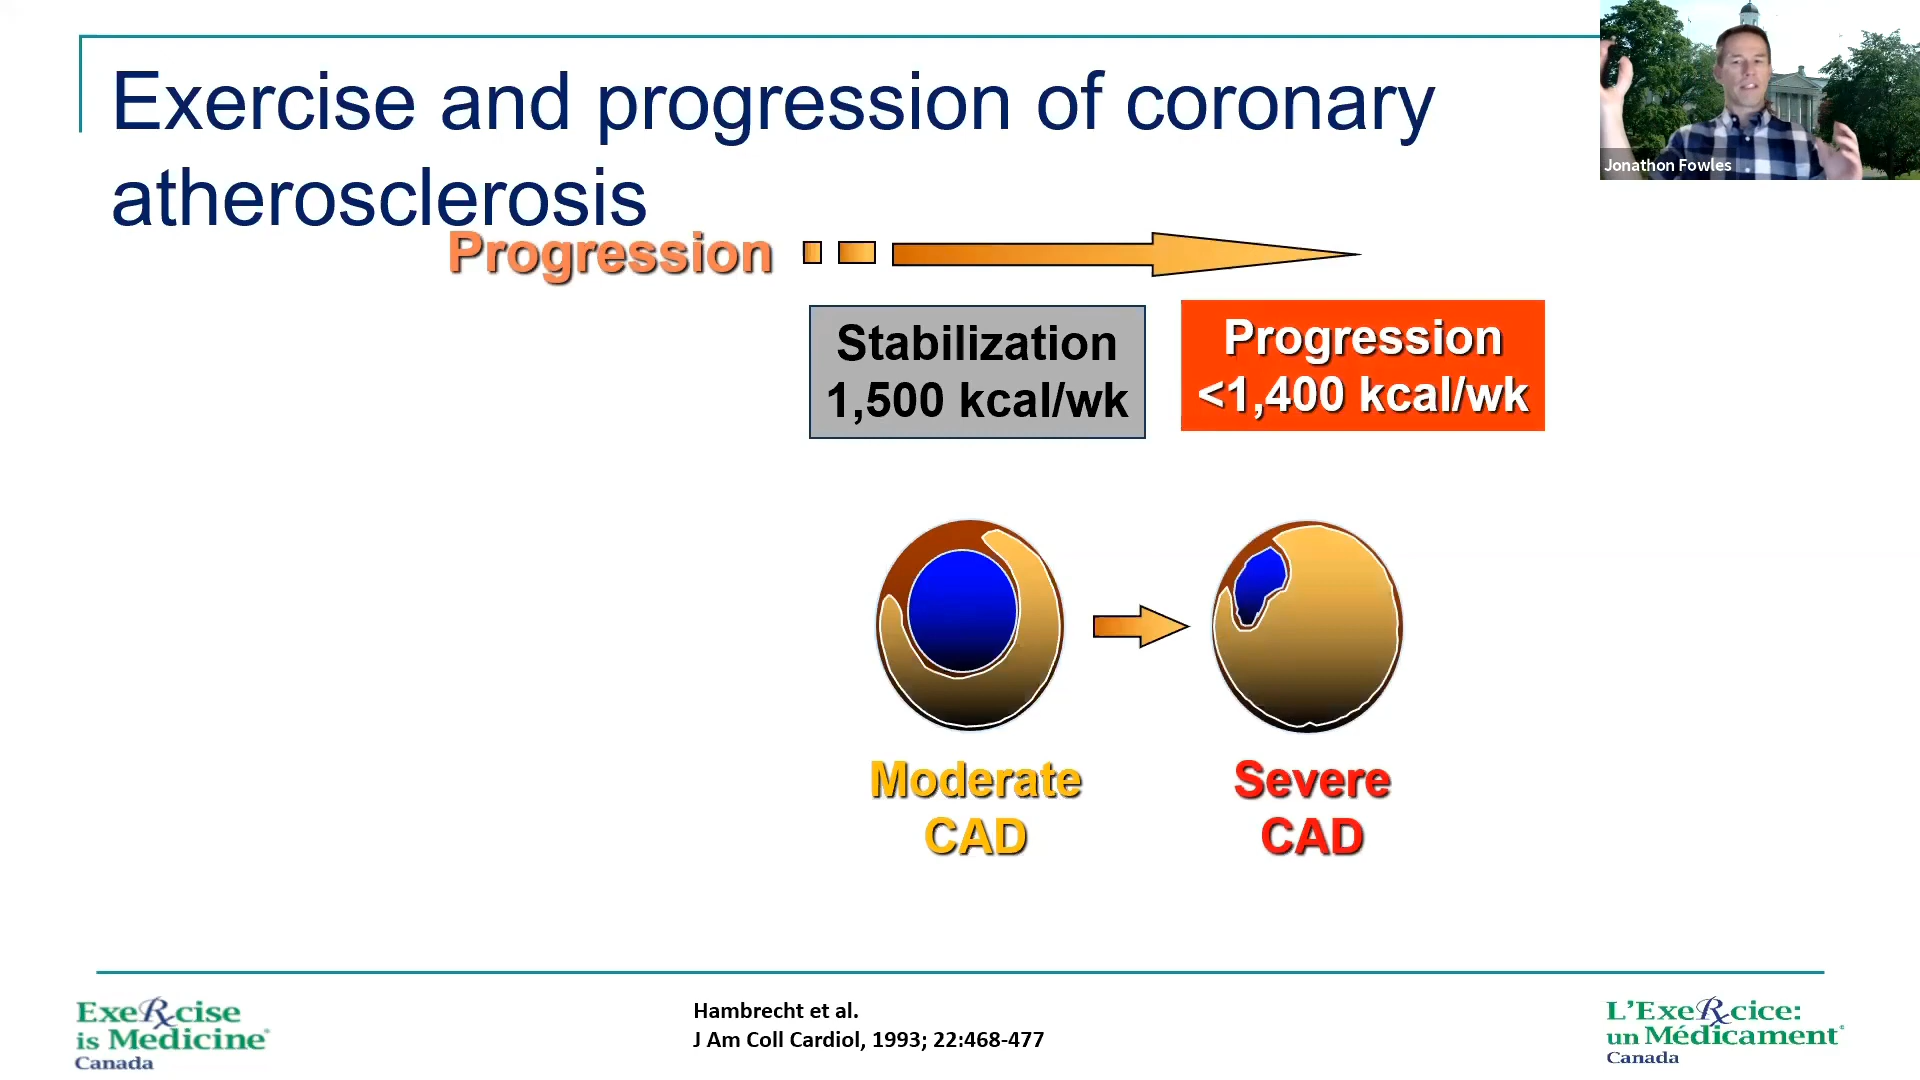 Exercise and progression of coronary
atherosclerosis
Jonathon Fowles
Progression
Stabilization
1,500 kcal/wk
Progression
<1,400 kcal/wk
Moderate
CAD
Severe
CAD
ExeRxcise
is Medicine®
Canada
Hambrecht et al.
J Am Coll Cardiol, 1993; 22:468-477
L'ExeRxcice:
un Médicament®
Canada